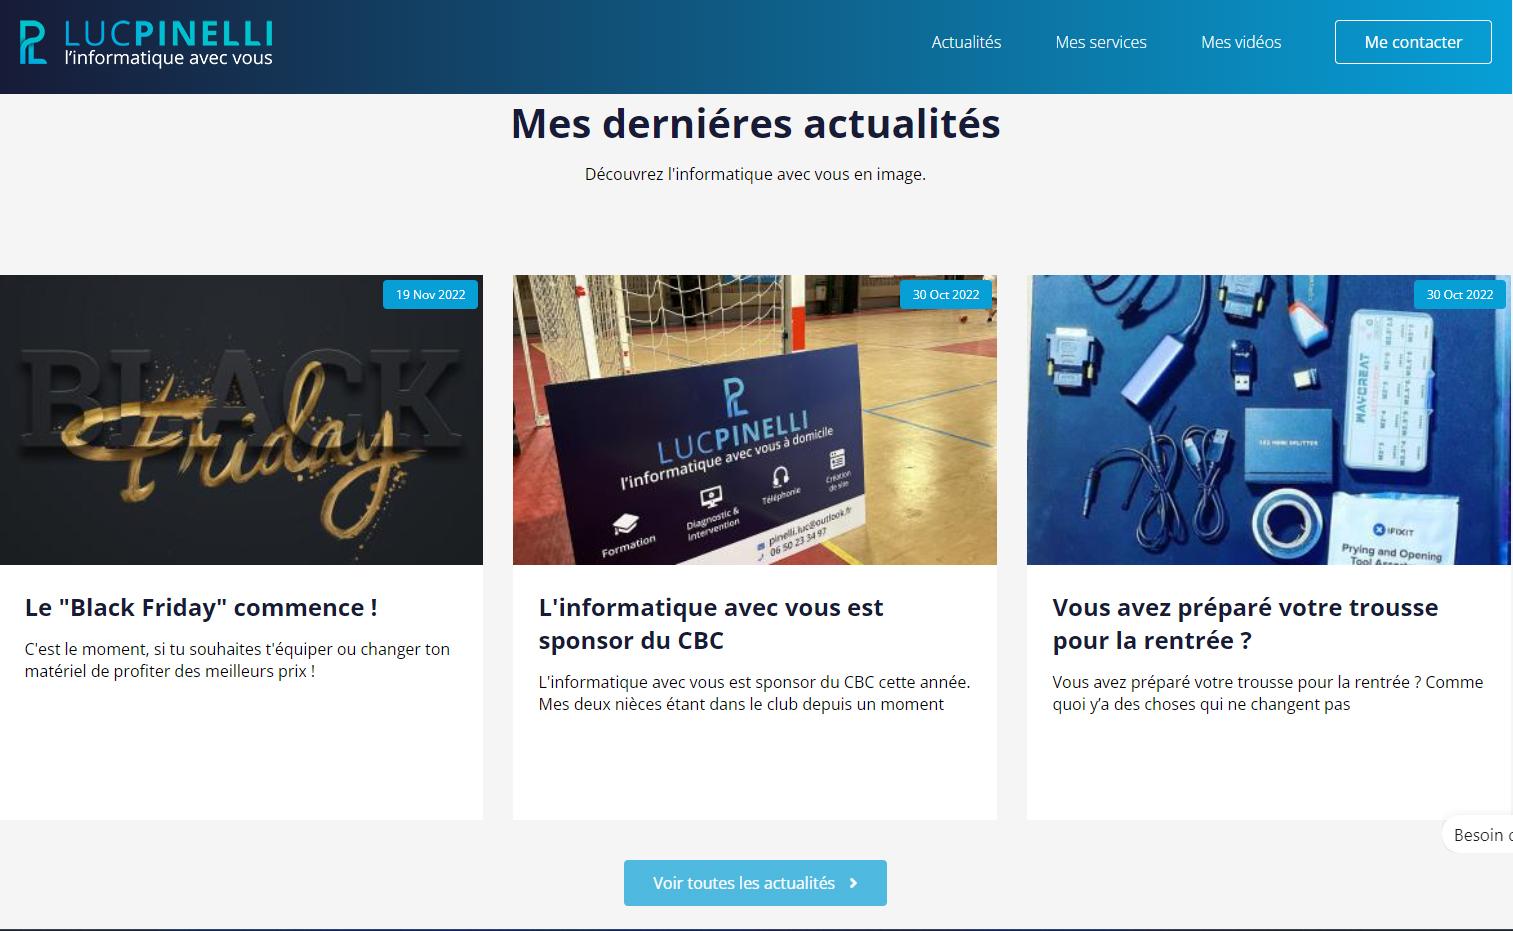 LUCPINELLI
l'informatique avec vous
Actualités
Mes services
Mes vidéos
Me contacter
Mes derniéres actualités
Découvrez l'informatique avec vous en image.
19 Nov 2022
BLACK
Friday
30 Oct 2022
LUCPINELLI
l'informatique avec vous à domicile
Formation
Diagnostic &
Intervention
Téléphonie
Création
de site
pinelli.luc@outlook.fr
06 50 23 34 97
30 Oct 2022
MAYCREAT
1X2 HDMI SPLITTER
IFIXIT
Prying and Opening
Le "Black Friday" commence !
C'est le moment, si tu souhaites t'équiper ou changer ton
matériel de profiter des meilleurs prix !
L'informatique avec vous est
sponsor du CBC
L'informatique avec vous est sponsor du CBC cette année.
Mes deux nièces étant dans le club depuis un moment
Vous avez préparé votre trousse
pour la rentrée ?
Vous avez préparé votre trousse pour la rentrée ? Comme
quoi y’a des choses qui ne changent pas
Besoin
Voir toutes les actualités